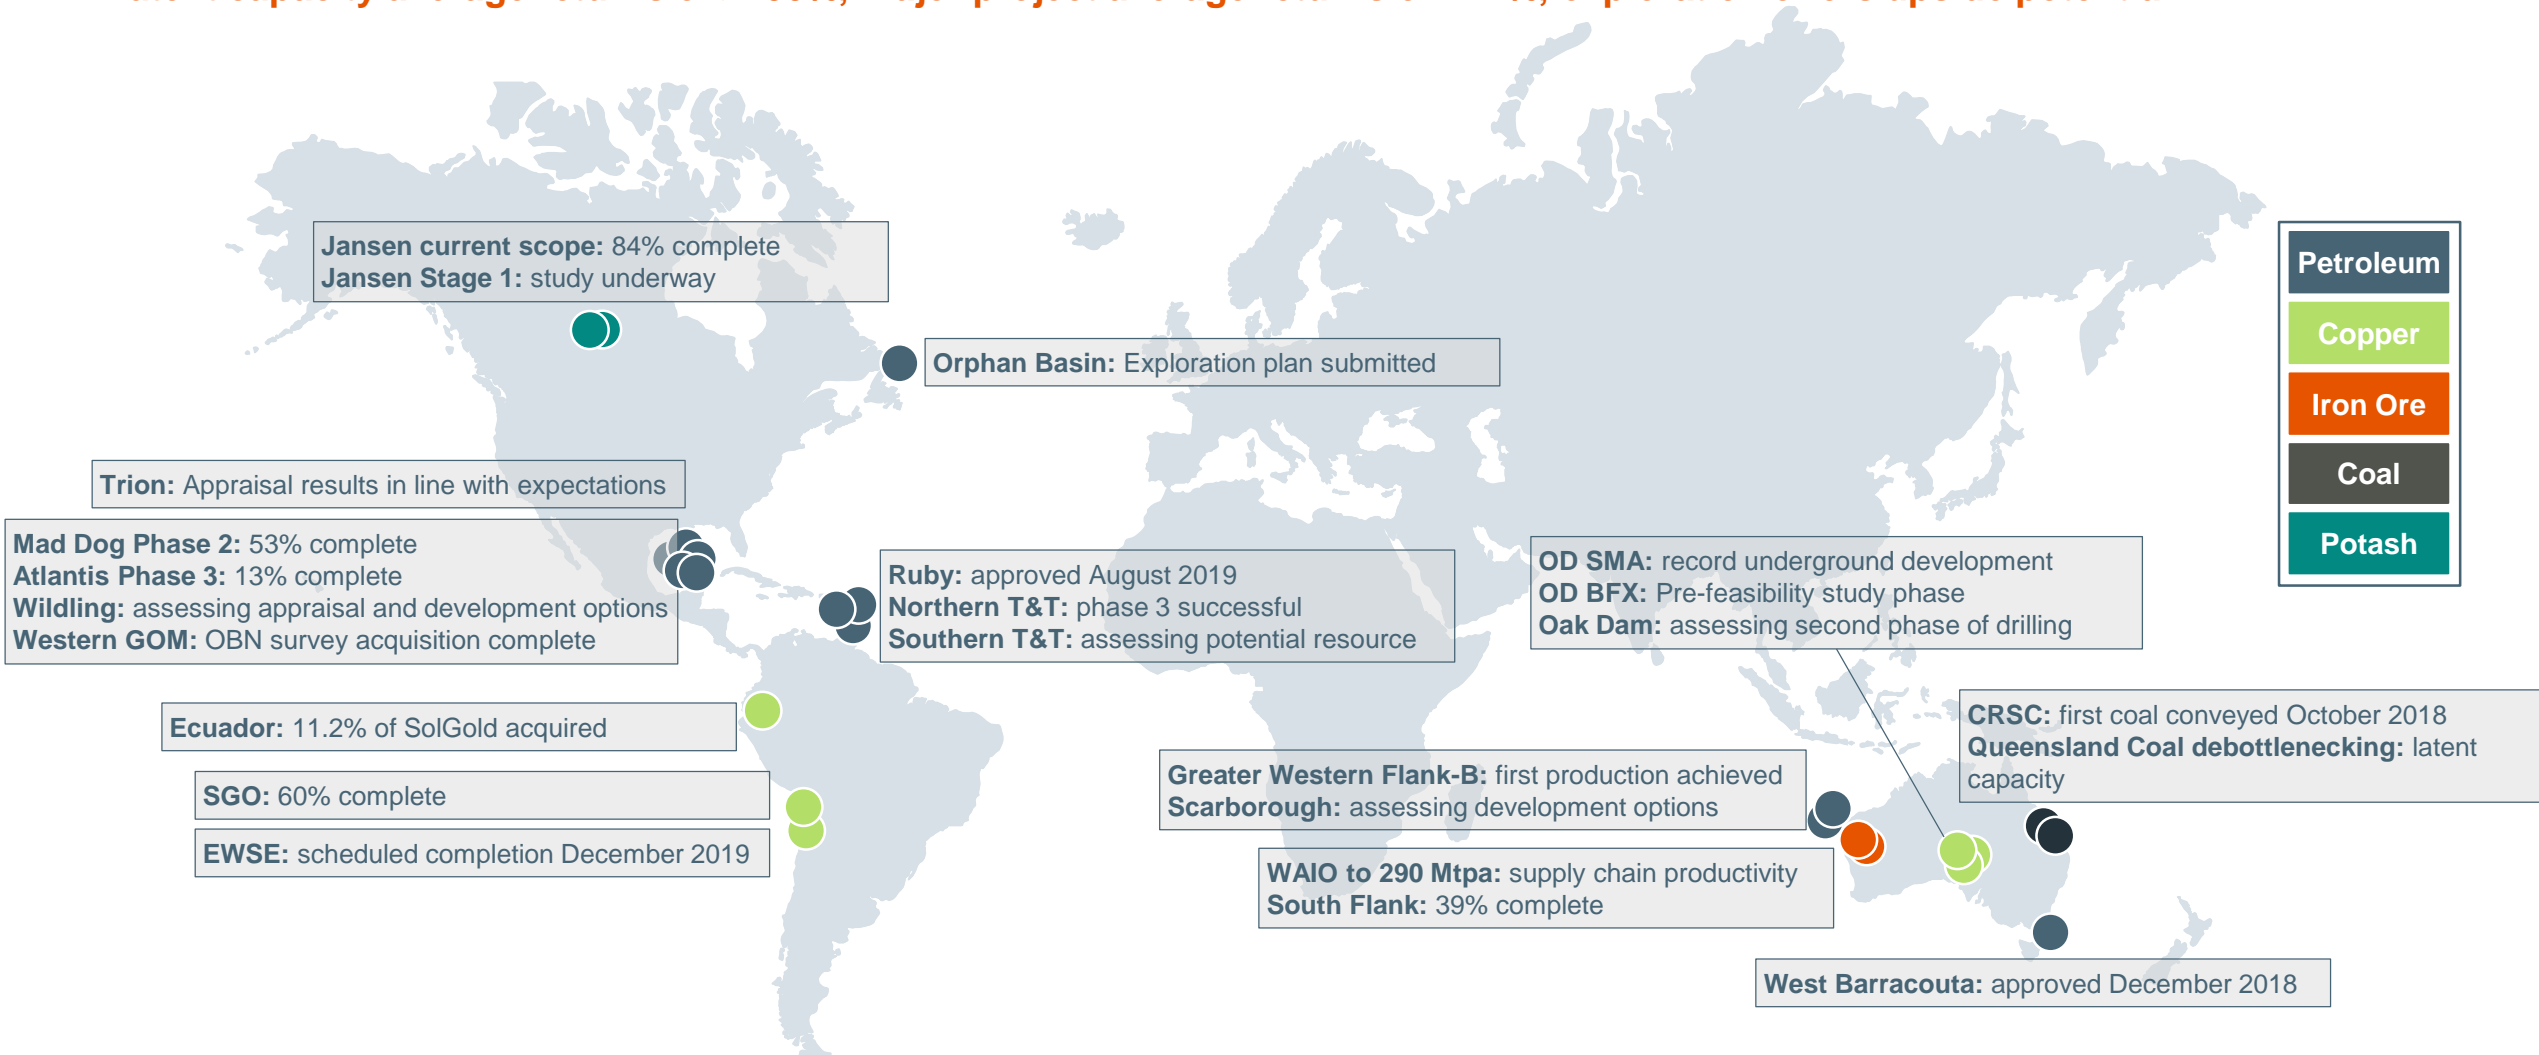 Jansen current scope: 84% complete
Jansen Stage 1: study underway
Orphan Basin: Exploration plan submitted
Trion: Appraisal results in line with expectations
Mad Dog Phase 2: 53% complete
Atlantis Phase 3: 13% complete
Wildling: assessing appraisal and development options
Western GOM: OBN survey acquisition complete
Ruby: approved August 2019
Northern T&T: phase 3 successful
Southern T&T: assessing potential resource
OD SMA: record underground development
OD BFX: Pre-feasibility study phase
Oak Dam: assessing second phase of drilling
Ecuador: 11.2% of SolGold acquired
SGO: 60% complete
EWSE: scheduled completion December 2019
CRSC: first coal conveyed October 2018
Queensland Coal debottlenecking: latent
capacity
Greater Western Flank-B: first production achieved
Scarborough: assessing development options
WAIO to 290 Mtpa: supply chain productivity
South Flank: 39% complete
West Barracouta: approved December 2018
Petroleum
Copper
Iron Ore
Coal
Potash